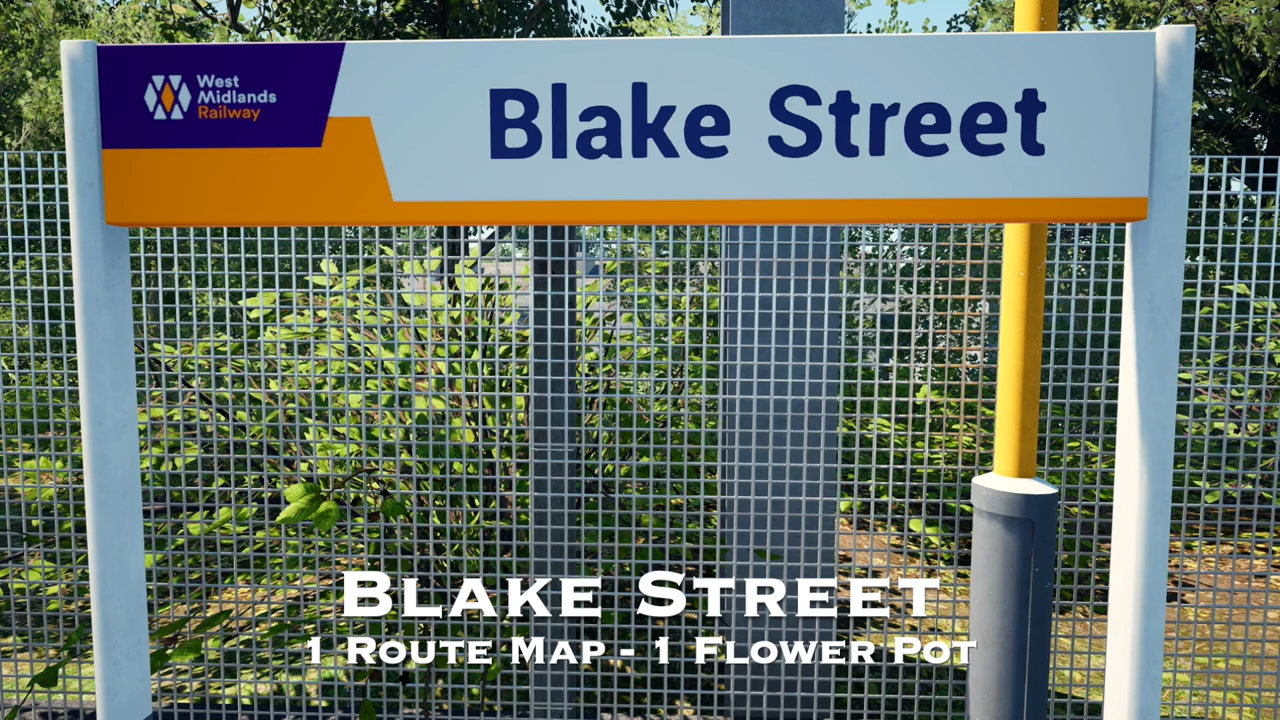 West
Midlands
Railway
Blake Street
Blake Street
1 Route Map - 1 Flower Pot